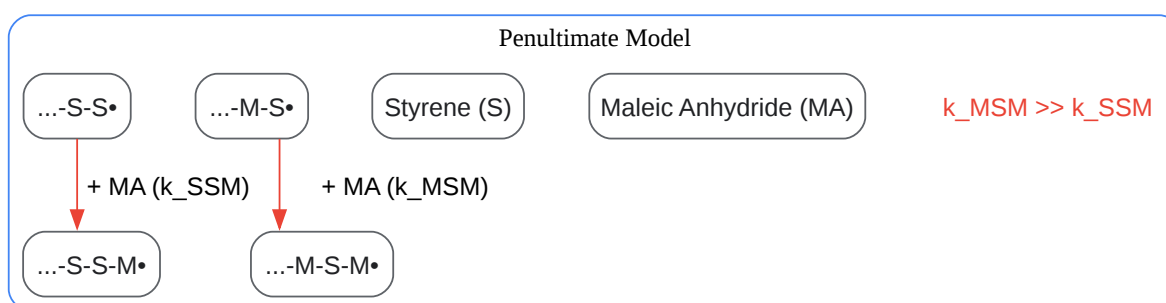 Penultimate Model
...-S-S•
...-M-S•
Styrene (S)
Maleic Anhydride (MA)
k_MSM >> k_SSM
+ MA (k_SSM)
+ MA (k_MSM)
...-S-S-M•
...-M-S-M•